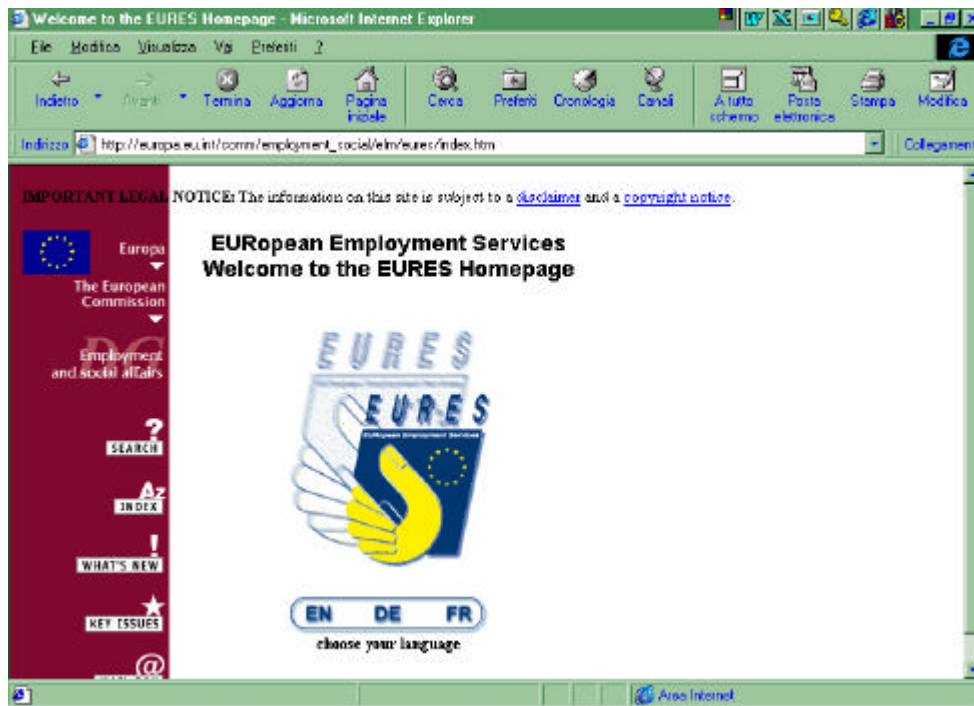 Welcome to the EURES Homepage - Microsoft Internet Explorer
File Modifica Visualizza Vai Preferiti ?
Indietro Avanti Termina Aggiorna Pagina iniziale Cerca Preferiti Cronologia Canali A tutto schermo Posta elettronica Stampa Modifica
Indirizzo http://europa.eu.int/comm/employment_social/elm/eures/index.htm Collegamenti
IMPORTANT LEGAL NOTICE: The information on this site is subject to a disclaimer and a copyright notice.
Europa
The European
Commission
DG
Employment
and social affairs
?
SEARCH
AZ
INDEX
!
WHAT'S NEW
KEY ISSUES
@
EURopean Employment Services
Welcome to the EURES Homepage
EURES
EURES
EURopean Employment Services
EN DE FR
choose your language
Area Internet